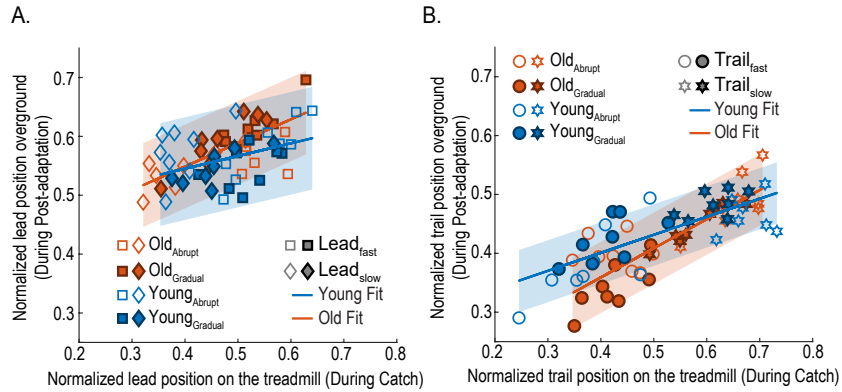 A.
Normalized lead position overground
(During Post-adaptation)
0.7
0.6
0.5
0.4
0.3
Old Abrupt
Old Gradual
Young Abrupt
Young Gradual
Lead fast
Lead slow
Young Fit
Old Fit
0.2 0.3 0.4 0.5 0.6 0.7
Normalized lead position on the treadmill (During Catch)
B.
Normalized trail position overground
(During Post-adaptation)
0.7
0.6
0.5
0.4
0.3
Old Abrupt
Old Gradual
Young Abrupt
Young Gradual
Trail fast
Trail slow
Young Fit
Old Fit
0.2 0.3 0.4 0.5 0.6 0.7
Normalized trail position on the treadmill (During Catch)